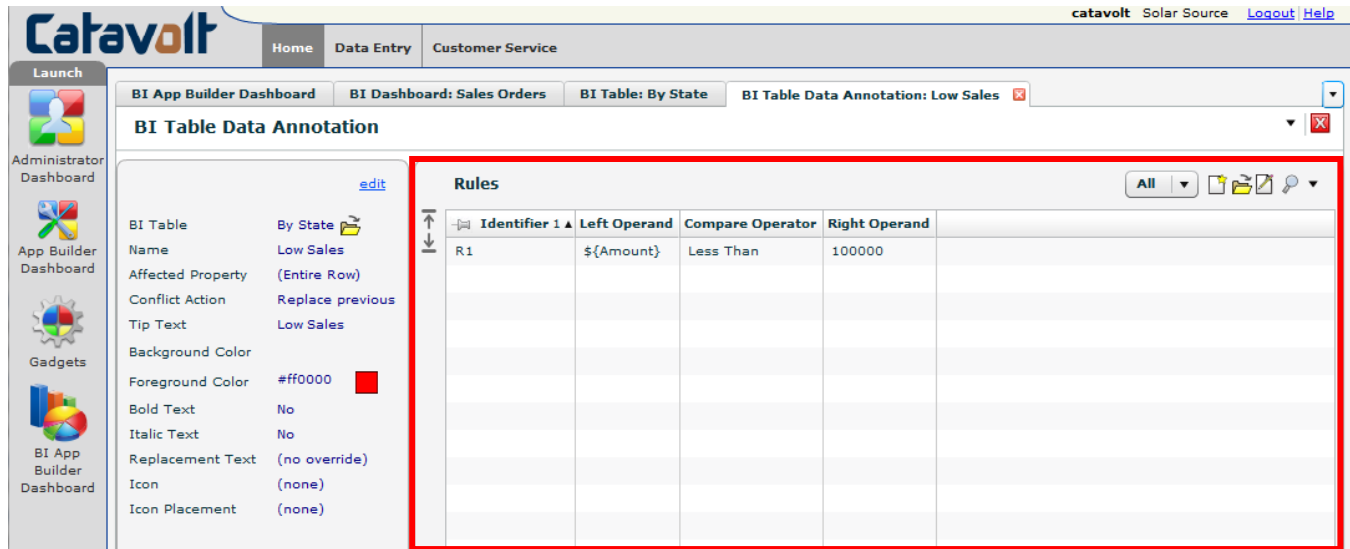 catavolt Solar Source Logout Help
Catavolt
Home Data Entry Customer Service
Launch
BI App Builder Dashboard BI Dashboard: Sales Orders BI Table: By State BI Table Data Annotation: Low Sales
BI Table Data Annotation
Administrator
Dashboard
App Builder
Dashboard
Gadgets
BI App
Builder
Dashboard
edit
BI Table By State
Name Low Sales
Affected Property (Entire Row)
Conflict Action Replace previous
Tip Text Low Sales
Background Color
Foreground Color #ff0000
Bold Text No
Italic Text No
Replacement Text (no override)
Icon (none)
Icon Placement (none)
Rules All
Identifier 1 Left Operand Compare Operator Right Operand
R1 ${Amount} Less Than 100000